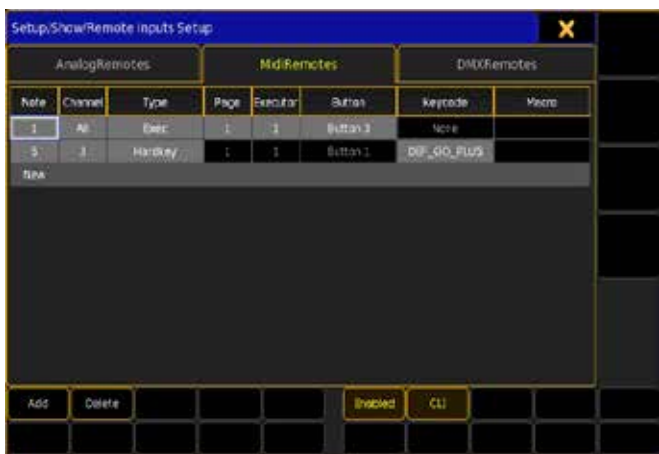 Setup/Show/Remote Inputs Setup
AnalogRemotes MidiRemotes DMXRemotes
Note Channel Type Page Executor Button Keycode Macro
1 All Exec 1 1 Button 3 None
5 3 Hardkey 1 1 Button 1 DEF_GO_PLUS
New
Add Delete Enabled CLI